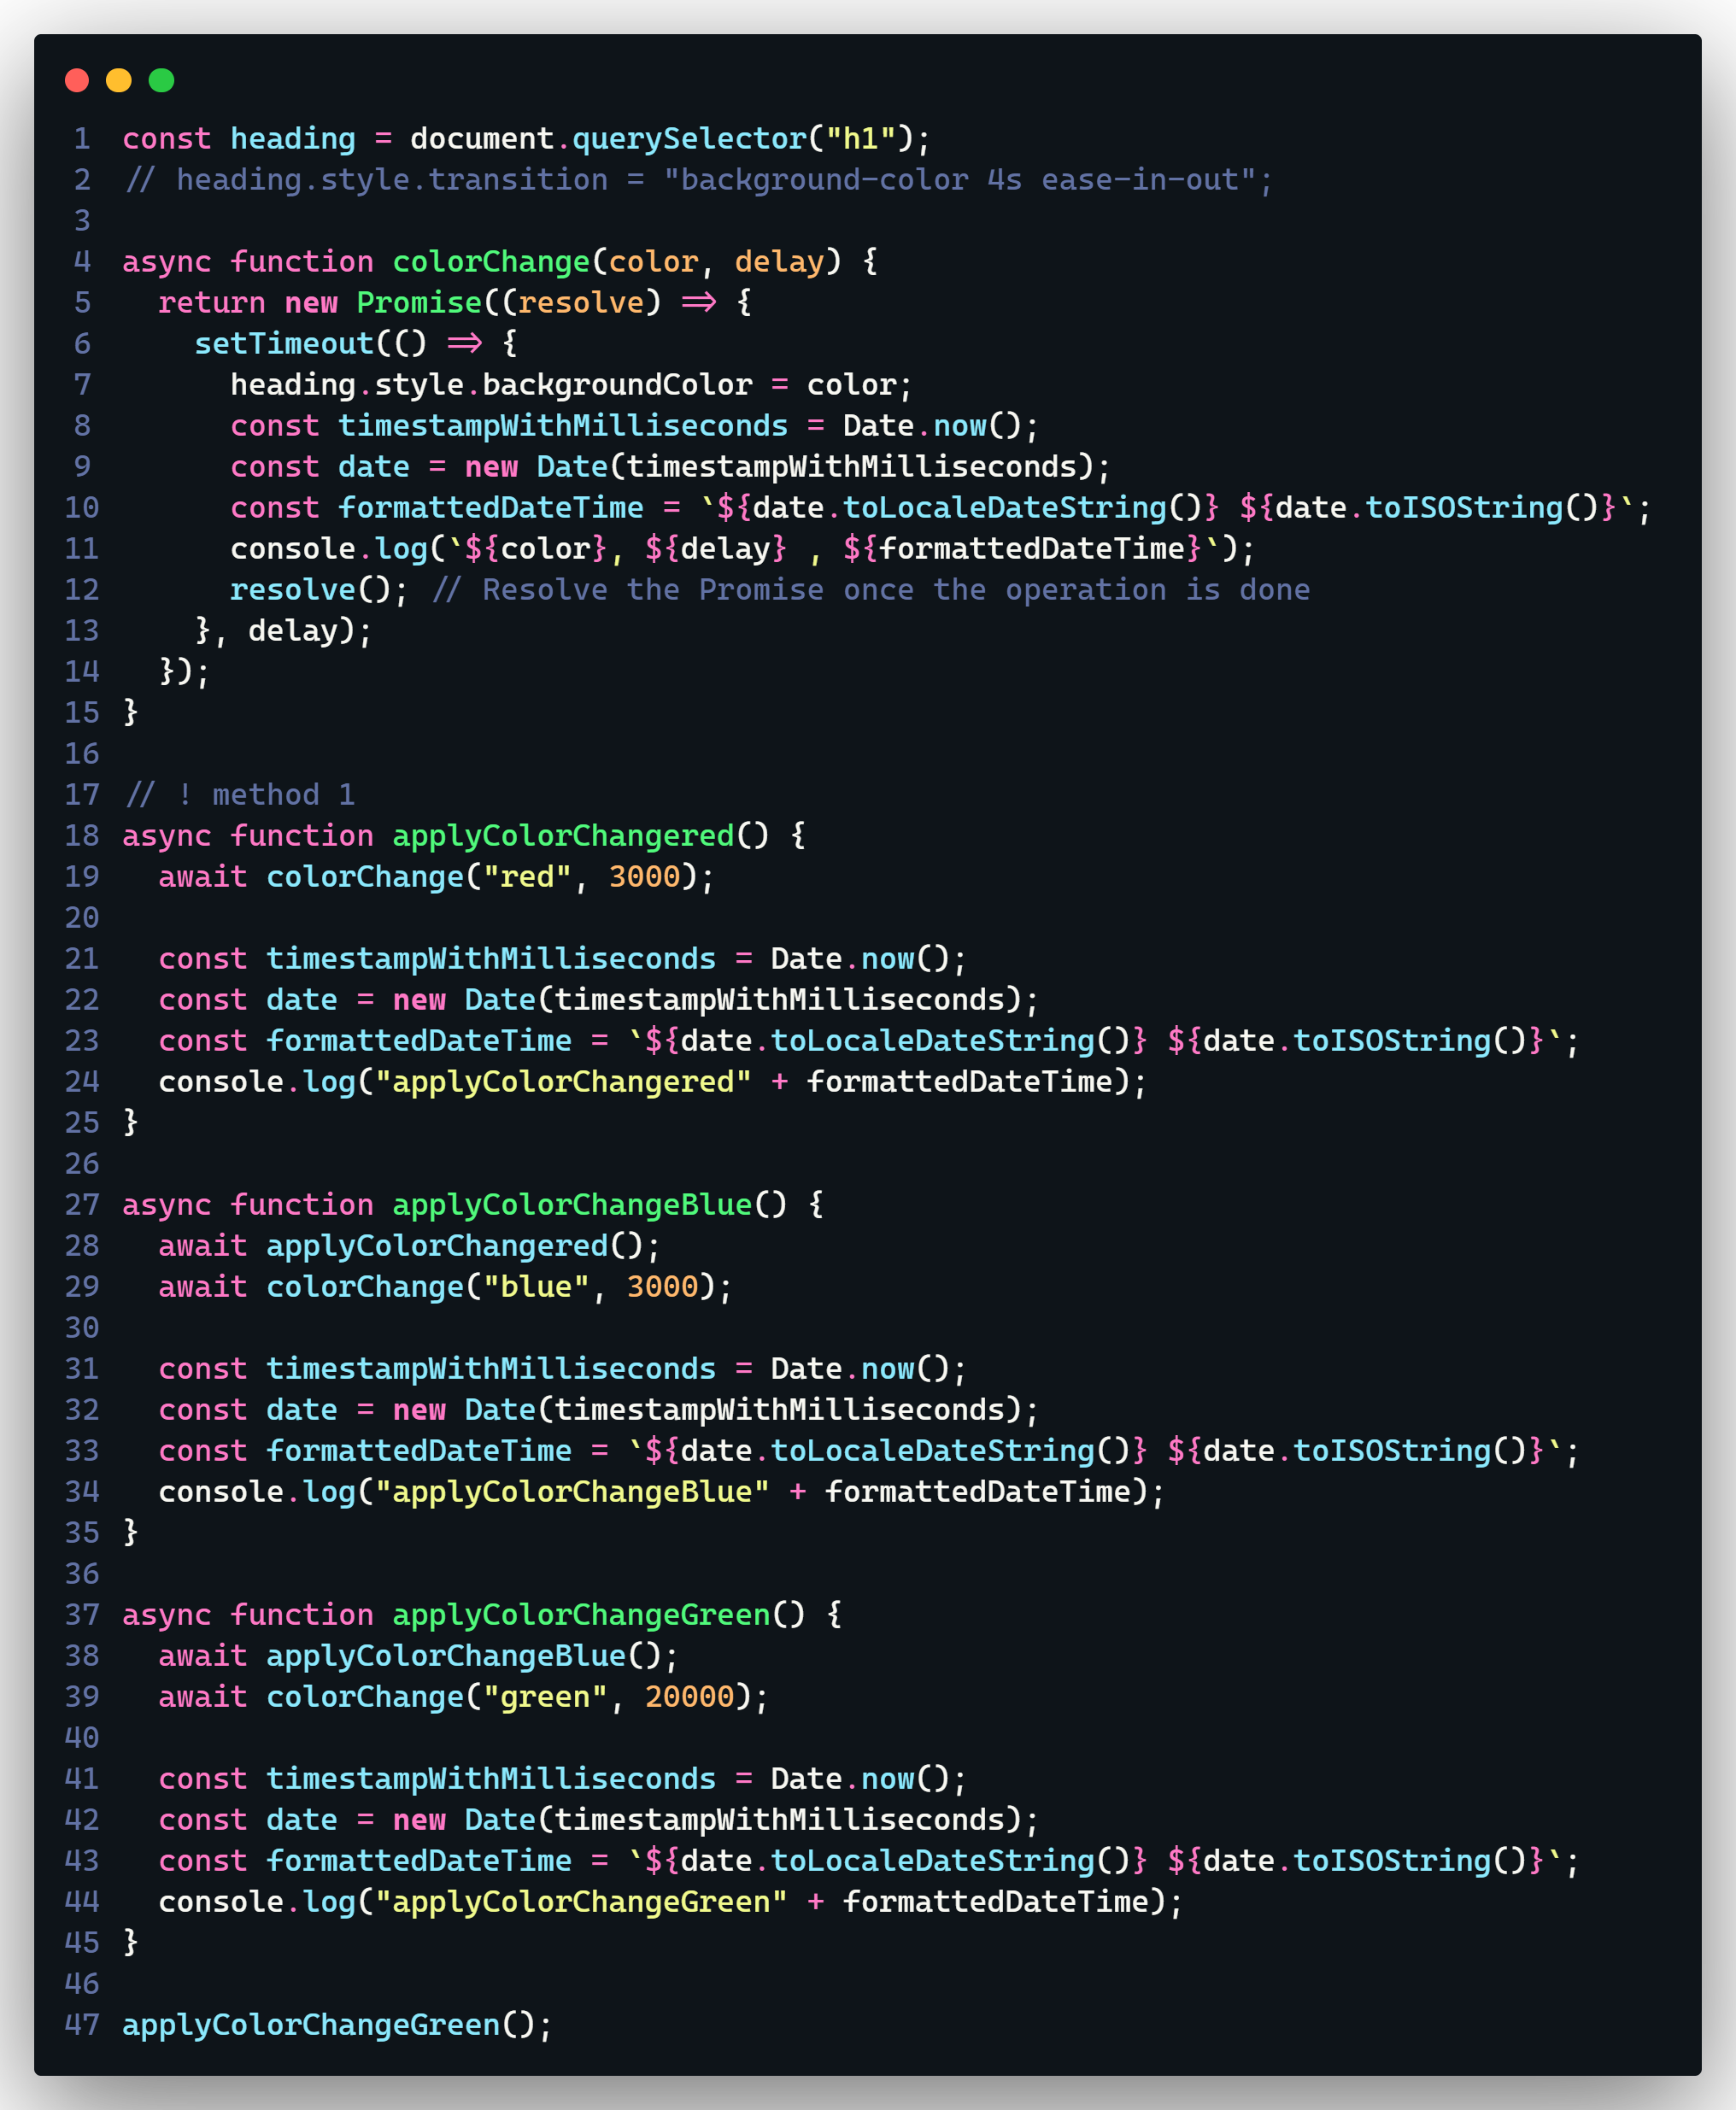 1 const heading = document.querySelector("h1");
2 // heading.style.transition = "background-color 4s ease-in-out";
3
4 async function colorChange(color, delay) {
5   return new Promise((resolve) => {
6     setTimeout(() => {
7       heading.style.backgroundColor = color;
8       const timestampWithMilliseconds = Date.now();
9       const date = new Date(timestampWithMilliseconds);
10       const formattedDateTime = `${date.toLocaleDateString()} ${date.toISOString()}`;
11       console.log(`${color}, ${delay} , ${formattedDateTime}`);
12       resolve(); // Resolve the Promise once the operation is done
13     }, delay);
14   });
15 }
16
17 // ! method 1
18 async function applyColorChangered() {
19   await colorChange("red", 3000);
20
21   const timestampWithMilliseconds = Date.now();
22   const date = new Date(timestampWithMilliseconds);
23   const formattedDateTime = `${date.toLocaleDateString()} ${date.toISOString()}`;
24   console.log("applyColorChangered" + formattedDateTime);
25 }
26
27 async function applyColorChangeBlue() {
28   await applyColorChangered();
29   await colorChange("blue", 3000);
30
31   const timestampWithMilliseconds = Date.now();
32   const date = new Date(timestampWithMilliseconds);
33   const formattedDateTime = `${date.toLocaleDateString()} ${date.toISOString()}`;
34   console.log("applyColorChangeBlue" + formattedDateTime);
35 }
36
37 async function applyColorChangeGreen() {
38   await applyColorChangeBlue();
39   await colorChange("green", 20000);
40
41   const timestampWithMilliseconds = Date.now();
42   const date = new Date(timestampWithMilliseconds);
43   const formattedDateTime = `${date.toLocaleDateString()} ${date.toISOString()}`;
44   console.log("applyColorChangeGreen" + formattedDateTime);
45 }
46
47 applyColorChangeGreen();